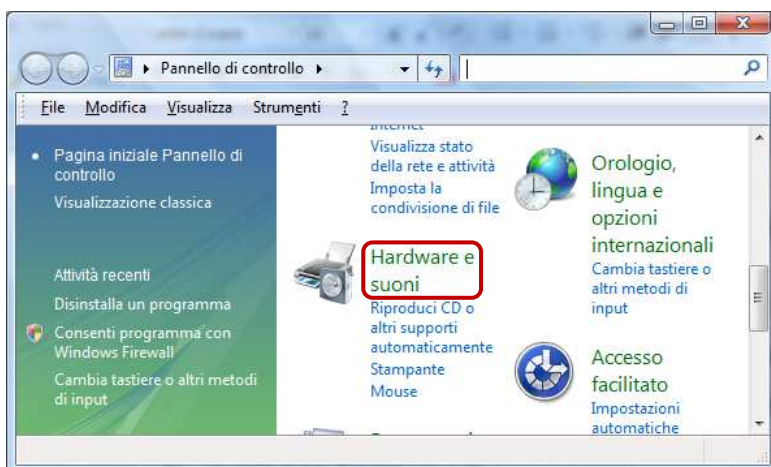 Pannello di controllo
File Modifica Visualizza Strumenti ?
Pagina iniziale Pannello di
controllo
Visualizzazione classica
Attività recenti
Disinstalla un programma
Consenti programma con
Windows Firewall
Cambia tastiere o altri metodi
di input
Internet
Visualizza stato
della rete e attività
Imposta la
condivisione di file
Hardware e
suoni
Riproduci CD o
altri supporti
automaticamente
Stampante
Mouse
Orologio,
lingua e
opzioni
internazionali
Cambia tastiere o
altri metodi di
input
Accesso
facilitato
Impostazioni
automatiche